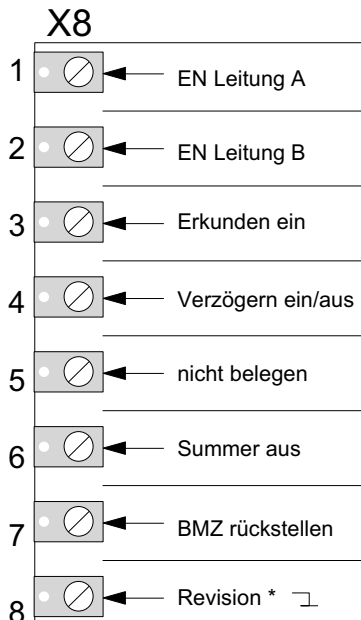 X8
1 EN Leitung A
2 EN Leitung B
3 Erkunden ein
4 Verzögern ein/aus
5 nicht belegen
6 Summer aus
7 BMZ rückstellen
8 Revision *